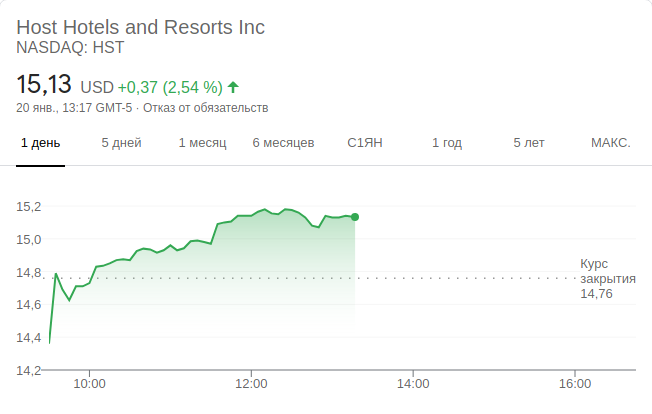 Host Hotels and Resorts Inc
NASDAQ: HST
15,13 USD +0,37 (2,54 %)
20 янв., 13:17 GMT-5 · Отказ от обязательств
1 день 5 дней 1 месяц 6 месяцев С1ЯН 1 год 5 лет МАКС.
15,2
15,0
14,8
14,6
14,4
14,2
Курс
закрытия
14,76
10:00 12:00 14:00 16:00